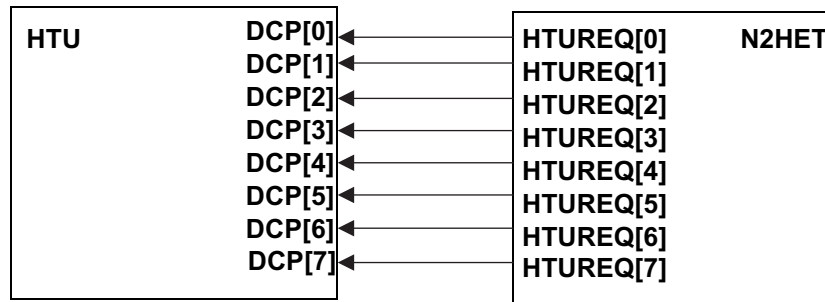 HTU DCP[0] HTUREQ[0] N2HET
DCP[1] HTUREQ[1]
DCP[2] HTUREQ[2]
DCP[3] HTUREQ[3]
DCP[4] HTUREQ[4]
DCP[5] HTUREQ[5]
DCP[6] HTUREQ[6]
DCP[7] HTUREQ[7]